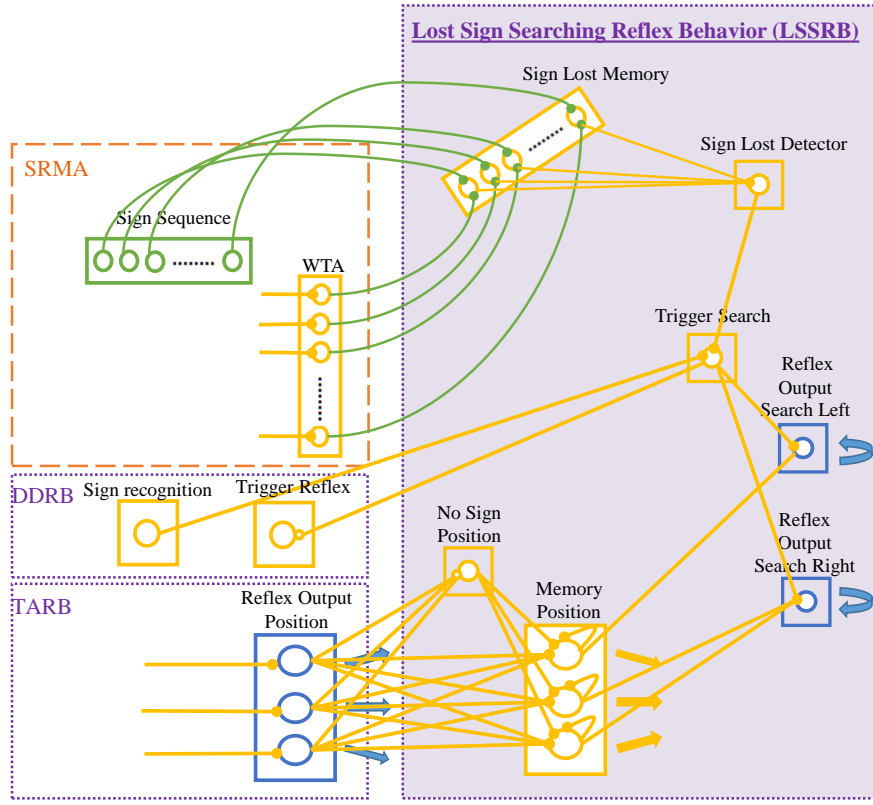 Lost Sign Searching Reflex Behavior (LSSRB)
Sign Lost Memory
Sign Lost Detector
SRMA
Sign Sequence
WTA
Trigger Search
Reflex
Output
Search Left
DDRB
Sign recognition
Trigger Reflex
No Sign
Position
Reflex
Output
Search Right
TARB
Reflex Output
Position
Memory
Position